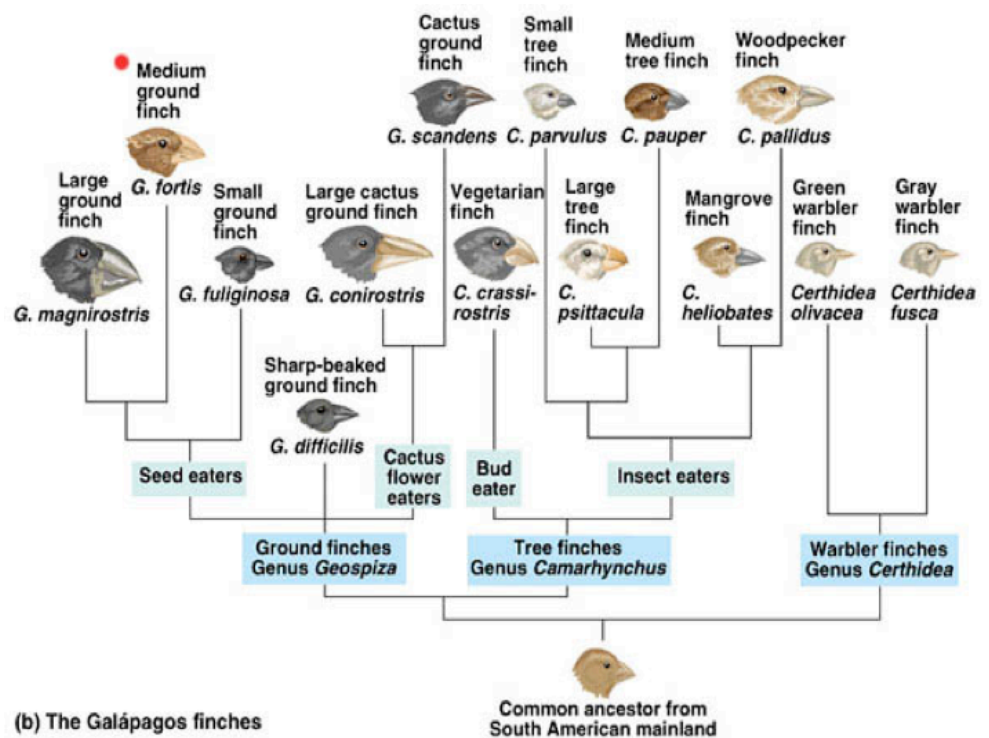 Medium
ground
finch
G. fortis
Large
ground
finch
G. magnirostris
Small
ground
finch
G. fuliginosa
Cactus
ground
finch
G. scandens
Large cactus
ground finch
G. conirostris
Sharp-beaked
ground finch
G. difficilis
Small
tree
finch
C. parvulus
Vegetarian
finch
C. crassi-
rostris
Medium
tree finch
C. pauper
Large
tree
finch
C.
psittacula
Woodpecker
finch
C. pallidus
Mangrove
finch
C.
heliobates
Green
warbler
finch
Certhidea
olivacea
Gray
warbler
finch
Certhidea
fusca
Seed eaters
Cactus
flower
eaters
Bud
eater
Insect eaters
Ground finches
Genus Geospiza
Tree finches
Genus Camarhynchus
Warbler finches
Genus Certhidea
Common ancestor from
South American mainland
(b) The Galápagos finches